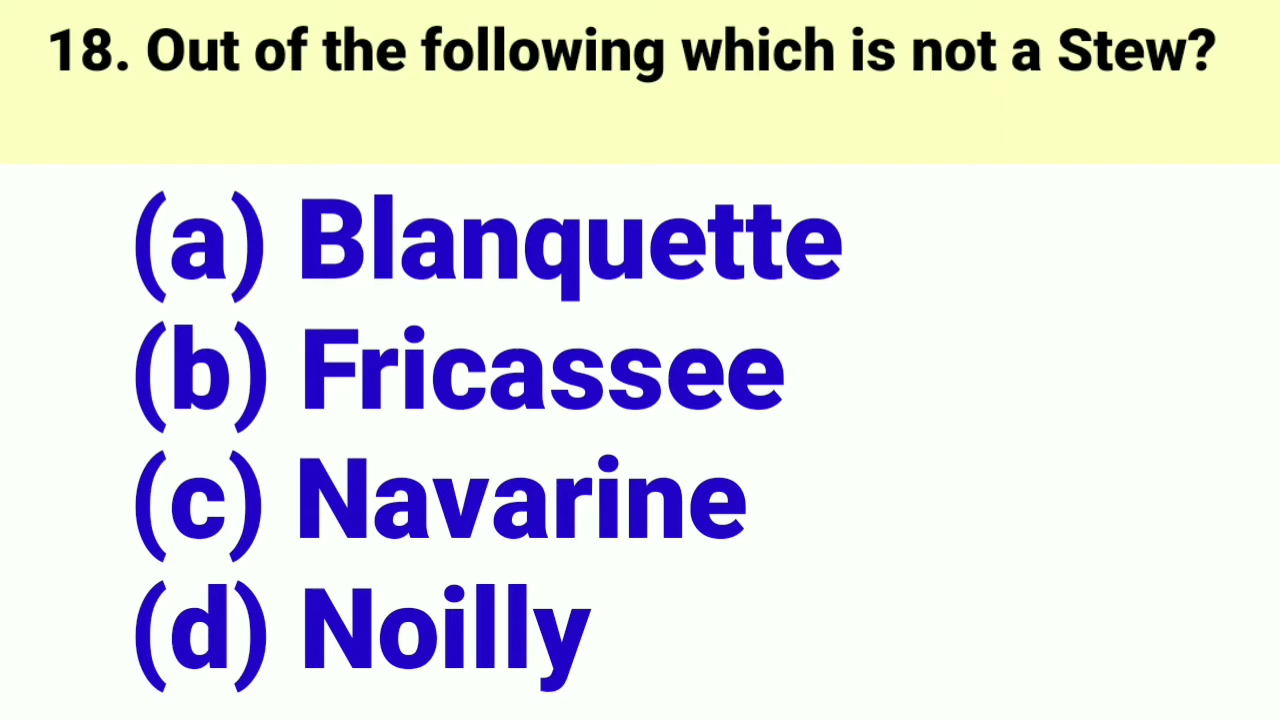 18. Out of the following which is not a Stew?
(a) Blanquette
(b) Fricassee
(c) Navarine
(d) Noilly